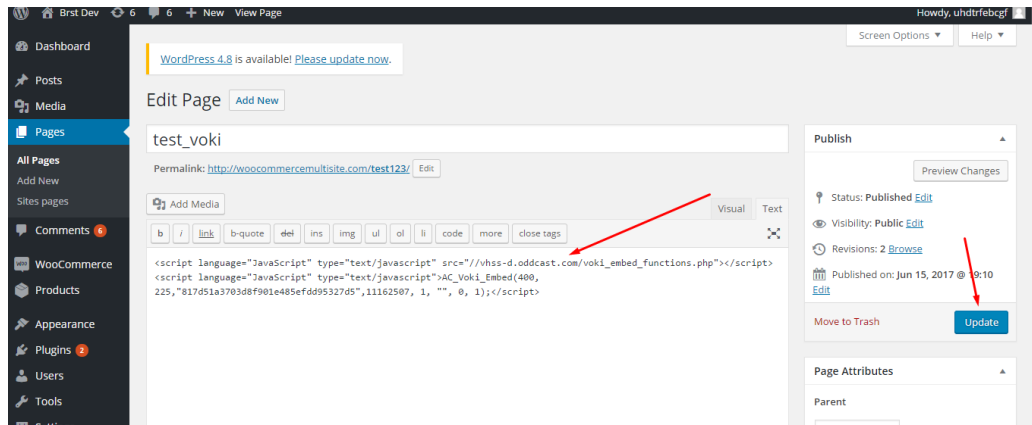 Brst Dev 6 6 + New View Page Howdy, uhdtrfebcgf
Screen Options ▼ Help ▼
Dashboard
Posts
Media
Pages
All Pages
Add New
Sites pages
Comments 6
WooCommerce
Products
Appearance
Plugins 2
Users
Tools
WordPress 4.8 is available! Please update now.
Edit Page Add New
test_voki
Permalink: http://woocommercemultisite.com/test123/ Edit
Add Media
Visual Text
b i link b-quote del ins img ul ol li code more close tags
<script language="JavaScript" type="text/javascript" src="//vhss-d.oddcast.com/voki_embed_functions.php"></script>
<script language="JavaScript" type="text/javascript">AC_Voki_Embed(400,
225,"817d51a3703d8f901e485efdd95327d5",11162507, 1, "", 0, 1);</script>
Publish
Preview Changes
Status: Published Edit
Visibility: Public Edit
Revisions: 2 Browse
Published on: Jun 15, 2017 @ 19:10
Edit
Move to Trash Update
Page Attributes
Parent